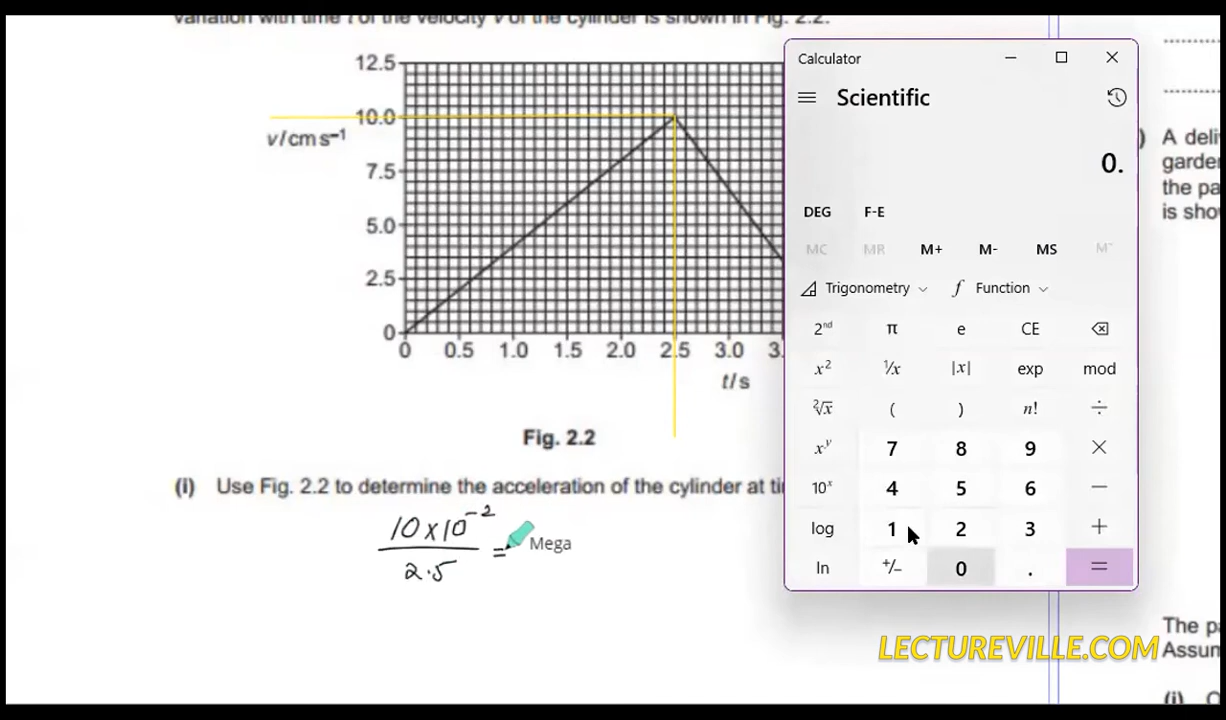 variation with time t of the velocity v of the cylinder is shown in Fig. 2.2.
12.5
10.0
v/cm s⁻¹
7.5
5.0
2.5
0
0 0.5 1.0 1.5 2.0 2.5 3.0 3.
t/s
Fig. 2.2
(i) Use Fig. 2.2 to determine the acceleration of the cylinder at
10×10⁻²
2.5
=
Mega
Calculator
Scientific
0.
DEG F-E
MC MR M+ M- MS M˅
Trigonometry f Function
2ⁿᵈ π e CE
x² ¹/x |x| exp mod
²√x ( ) n! ÷
xʸ 7 8 9 ×
10ˣ 4 5 6 −
log 1 2 3 +
ln +/− 0 . =
) A deli
garde
the pa
is sho
LECTUREVILLE.COM
The p
Assum
(i)